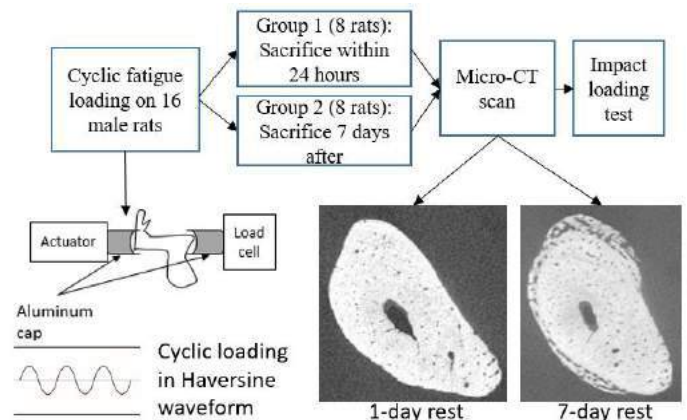 Cyclic fatigue
loading on 16
male rats
Group 1 (8 rats):
Sacrifice within
24 hours
Group 2 (8 rats):
Sacrifice 7 days
after
Micro-CT
scan
Impact
loading
test
Actuator
Load
cell
Aluminum
cap
Cyclic loading
in Haversine
waveform
1-day rest
7-day rest